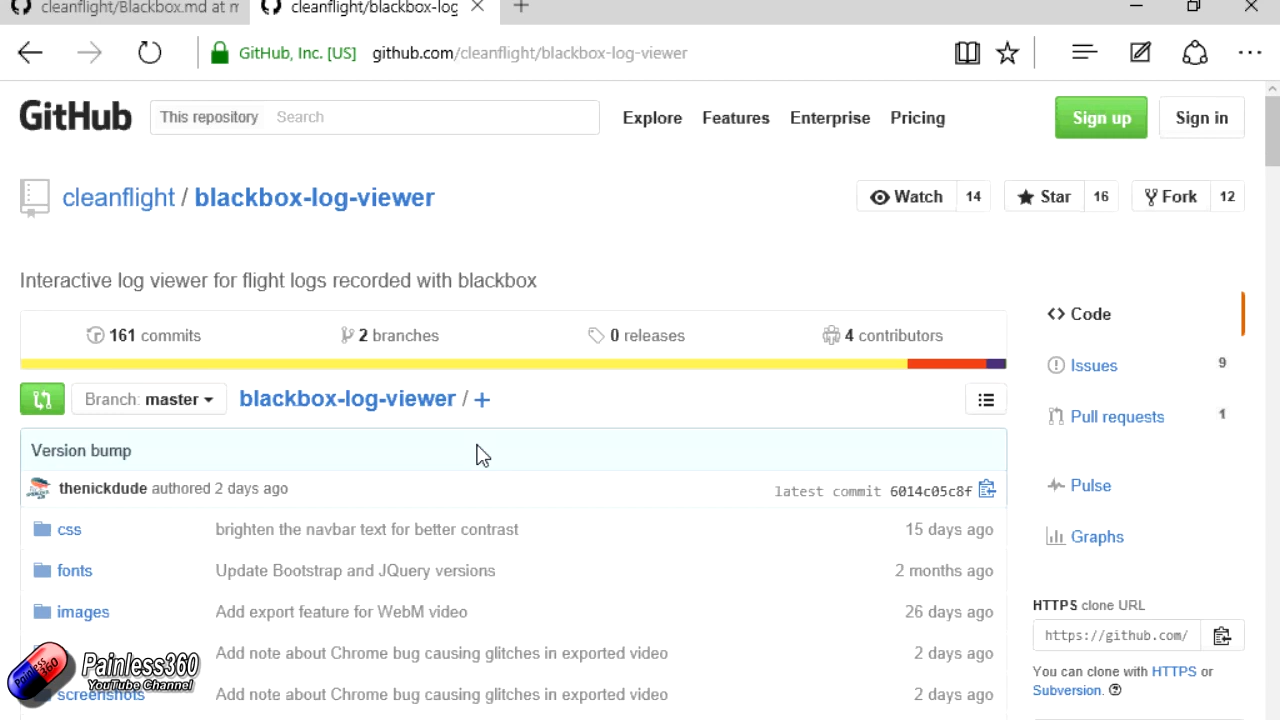 cleanflight/Blackbox.md at m
cleanflight/blackbox-log
GitHub, Inc. [US] github.com/cleanflight/blackbox-log-viewer
GitHub This repository Search Explore Features Enterprise Pricing Sign up Sign in
cleanflight / blackbox-log-viewer Watch 14 Star 16 Fork 12
Interactive log viewer for flight logs recorded with blackbox
161 commits 2 branches 0 releases 4 contributors
Branch: master blackbox-log-viewer / +
Version bump
thenickdude authored 2 days ago latest commit 6014c05c8f
css brighten the navbar text for better contrast 15 days ago
fonts Update Bootstrap and JQuery versions 2 months ago
images Add export feature for WebM video 26 days ago
Add note about Chrome bug causing glitches in exported video 2 days ago
screenshots Add note about Chrome bug causing glitches in exported video 2 days ago
Code
Issues 9
Pull requests 1
Pulse
Graphs
HTTPS clone URL
https://github.com/
You can clone with HTTPS or
Subversion.
Painless360
Painless360
YouTube Channel